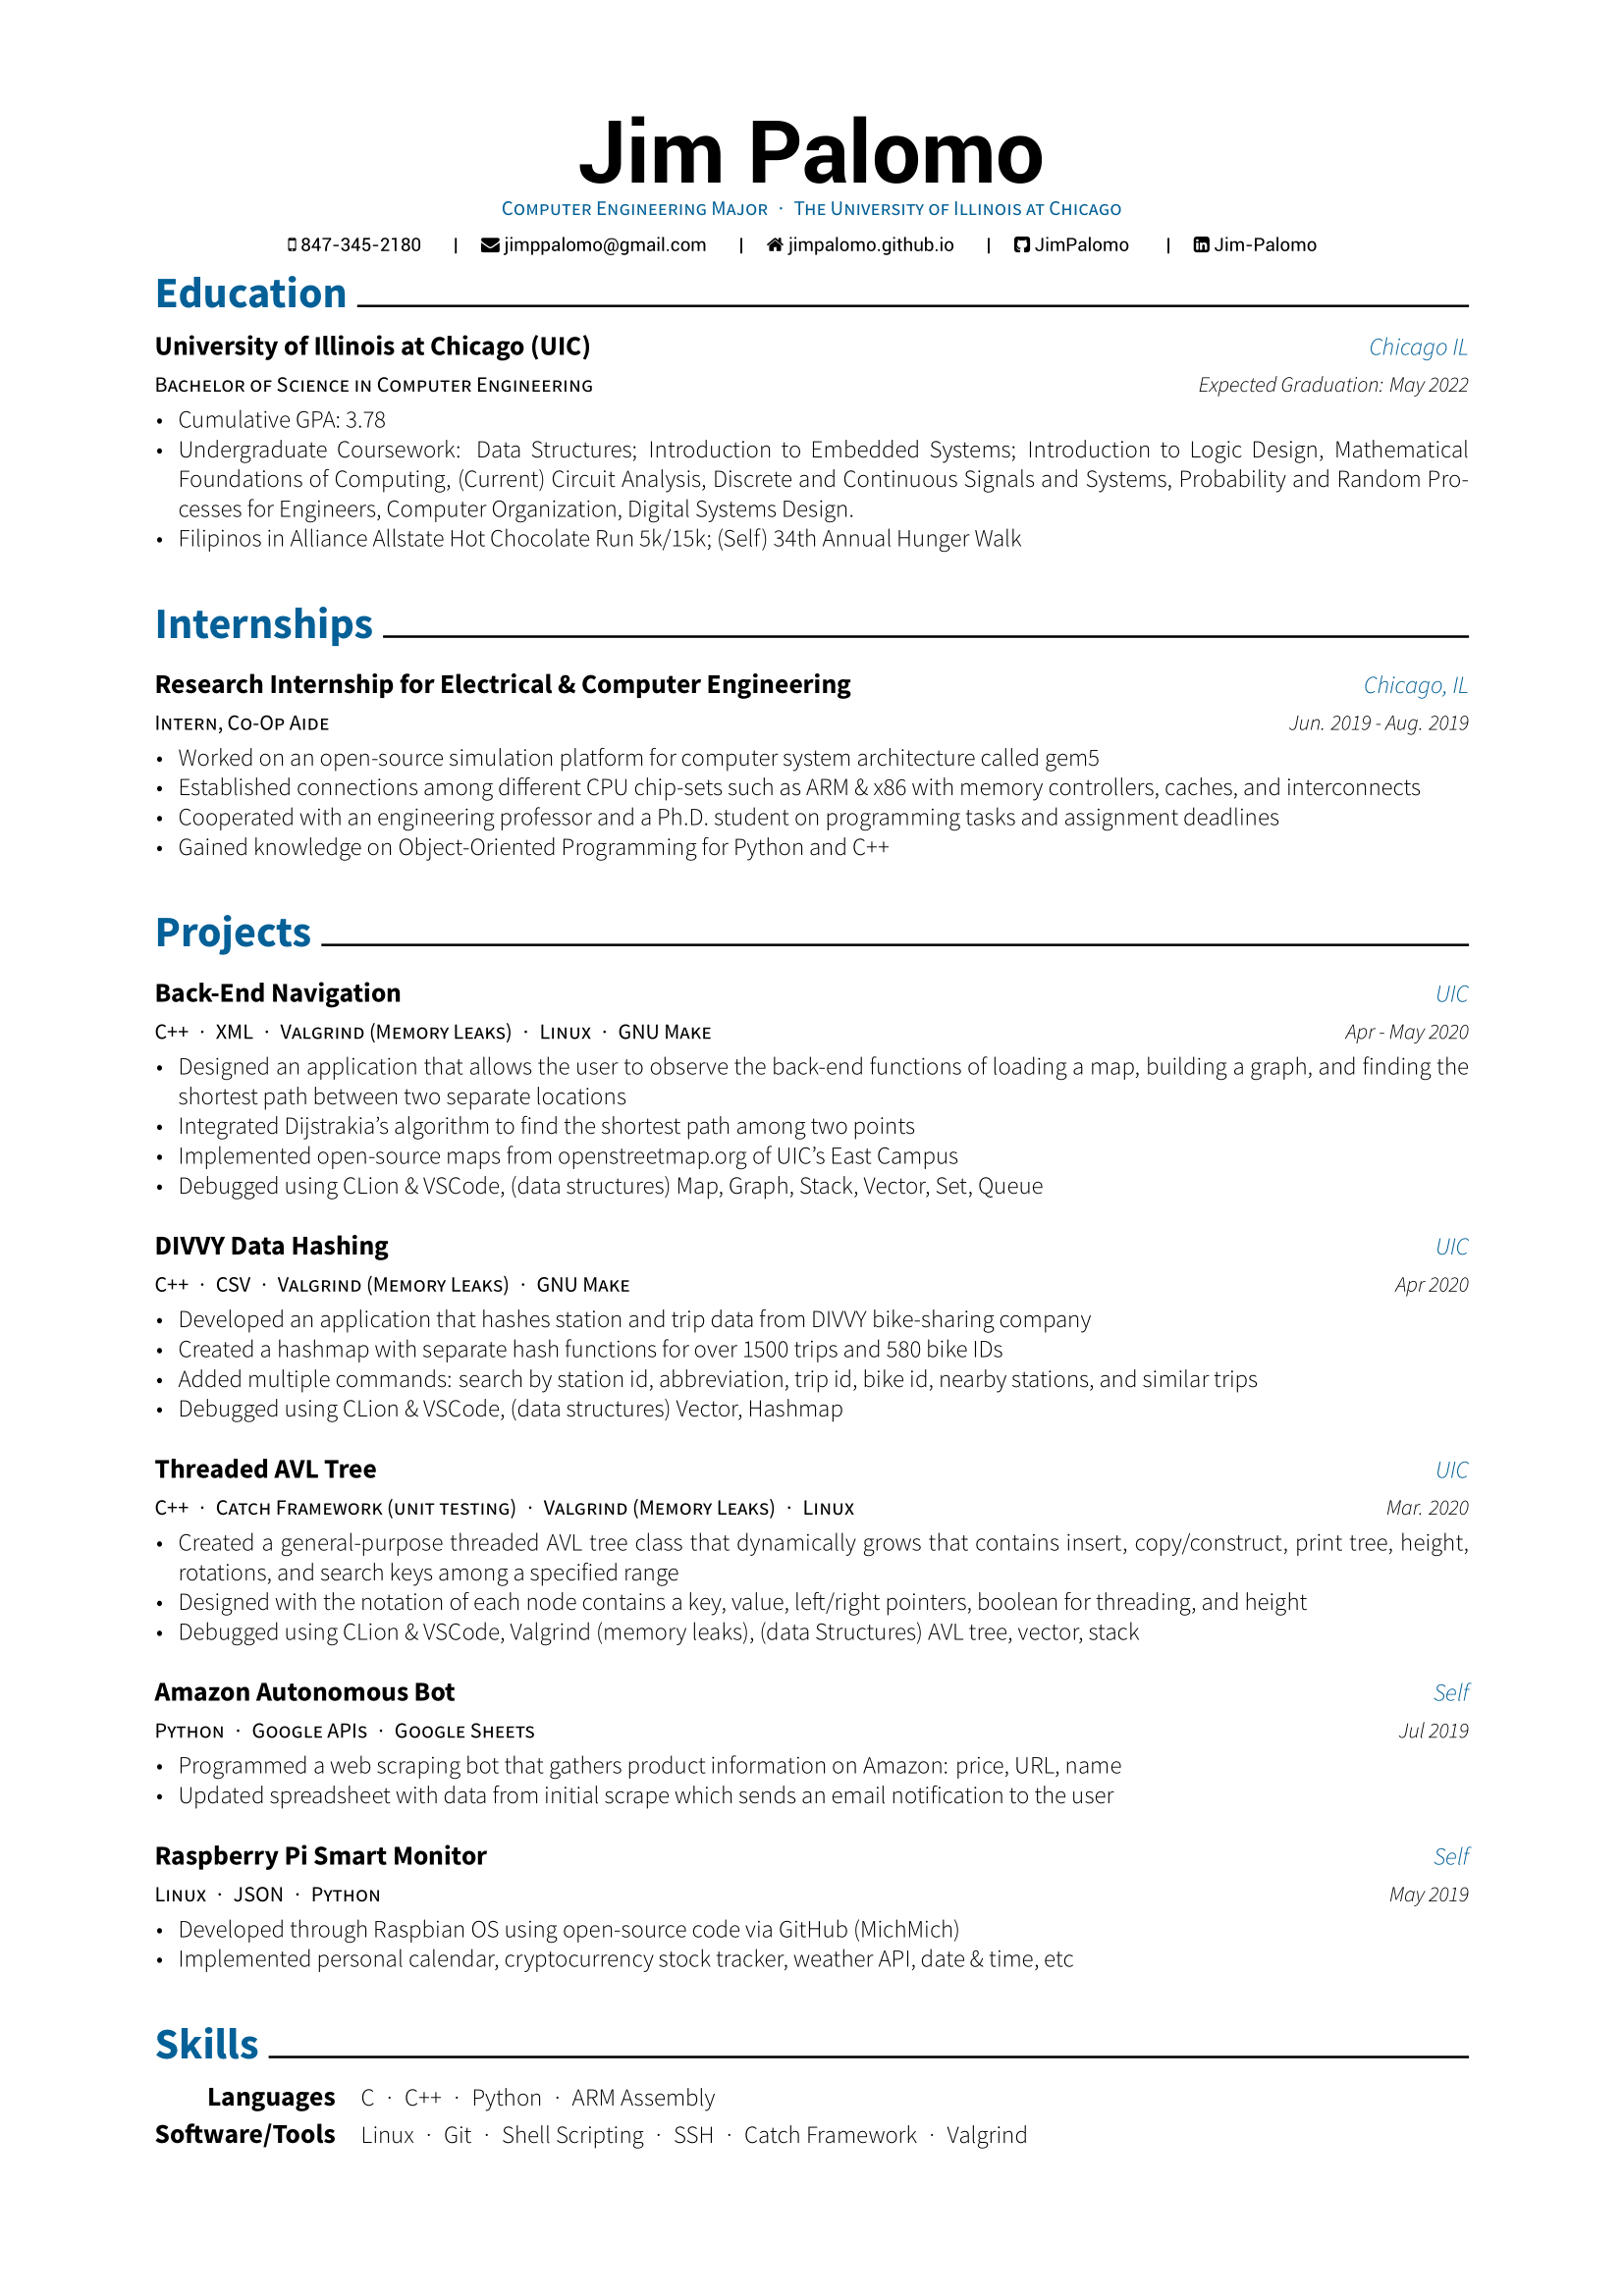 Jim Palomo
Computer Engineering Major · The University of Illinois at Chicago
847-345-2180 | jimppalomo@gmail.com | jimpalomo.github.io | JimPalomo | Jim-Palomo
Education
University of Illinois at Chicago (UIC) Chicago IL
Bachelor of Science in Computer Engineering Expected Graduation: May 2022
• Cumulative GPA: 3.78
• Undergraduate Coursework: Data Structures; Introduction to Embedded Systems; Introduction to Logic Design, Mathematical
Foundations of Computing, (Current) Circuit Analysis, Discrete and Continuous Signals and Systems, Probability and Random Pro-
cesses for Engineers, Computer Organization, Digital Systems Design.
• Filipinos in Alliance Allstate Hot Chocolate Run 5k/15k; (Self) 34th Annual Hunger Walk
Internships
Research Internship for Electrical & Computer Engineering Chicago, IL
Intern, Co-Op Aide Jun. 2019 - Aug. 2019
• Worked on an open-source simulation platform for computer system architecture called gem5
• Established connections among different CPU chip-sets such as ARM & x86 with memory controllers, caches, and interconnects
• Cooperated with an engineering professor and a Ph.D. student on programming tasks and assignment deadlines
• Gained knowledge on Object-Oriented Programming for Python and C++
Projects
Back-End Navigation UIC
C++ · XML · Valgrind (Memory Leaks) · Linux · GNU Make Apr - May 2020
• Designed an application that allows the user to observe the back-end functions of loading a map, building a graph, and finding the
shortest path between two separate locations
• Integrated Dijstrakia’s algorithm to find the shortest path among two points
• Implemented open-source maps from openstreetmap.org of UIC’s East Campus
• Debugged using CLion & VSCode, (data structures) Map, Graph, Stack, Vector, Set, Queue
DIVVY Data Hashing UIC
C++ · CSV · Valgrind (Memory Leaks) · GNU Make Apr 2020
• Developed an application that hashes station and trip data from DIVVY bike-sharing company
• Created a hashmap with separate hash functions for over 1500 trips and 580 bike IDs
• Added multiple commands: search by station id, abbreviation, trip id, bike id, nearby stations, and similar trips
• Debugged using CLion & VSCode, (data structures) Vector, Hashmap
Threaded AVL Tree UIC
C++ · Catch Framework (unit testing) · Valgrind (Memory Leaks) · Linux Mar. 2020
• Created a general-purpose threaded AVL tree class that dynamically grows that contains insert, copy/construct, print tree, height,
rotations, and search keys among a specified range
• Designed with the notation of each node contains a key, value, left/right pointers, boolean for threading, and height
• Debugged using CLion & VSCode, Valgrind (memory leaks), (data Structures) AVL tree, vector, stack
Amazon Autonomous Bot Self
Python · Google APIs · Google Sheets Jul 2019
• Programmed a web scraping bot that gathers product information on Amazon: price, URL, name
• Updated spreadsheet with data from initial scrape which sends an email notification to the user
Raspberry Pi Smart Monitor Self
Linux · JSON · Python May 2019
• Developed through Raspbian OS using open-source code via GitHub (MichMich)
• Implemented personal calendar, cryptocurrency stock tracker, weather API, date & time, etc
Skills
Languages C · C++ · Python · ARM Assembly
Software/Tools Linux · Git · Shell Scripting · SSH · Catch Framework · Valgrind